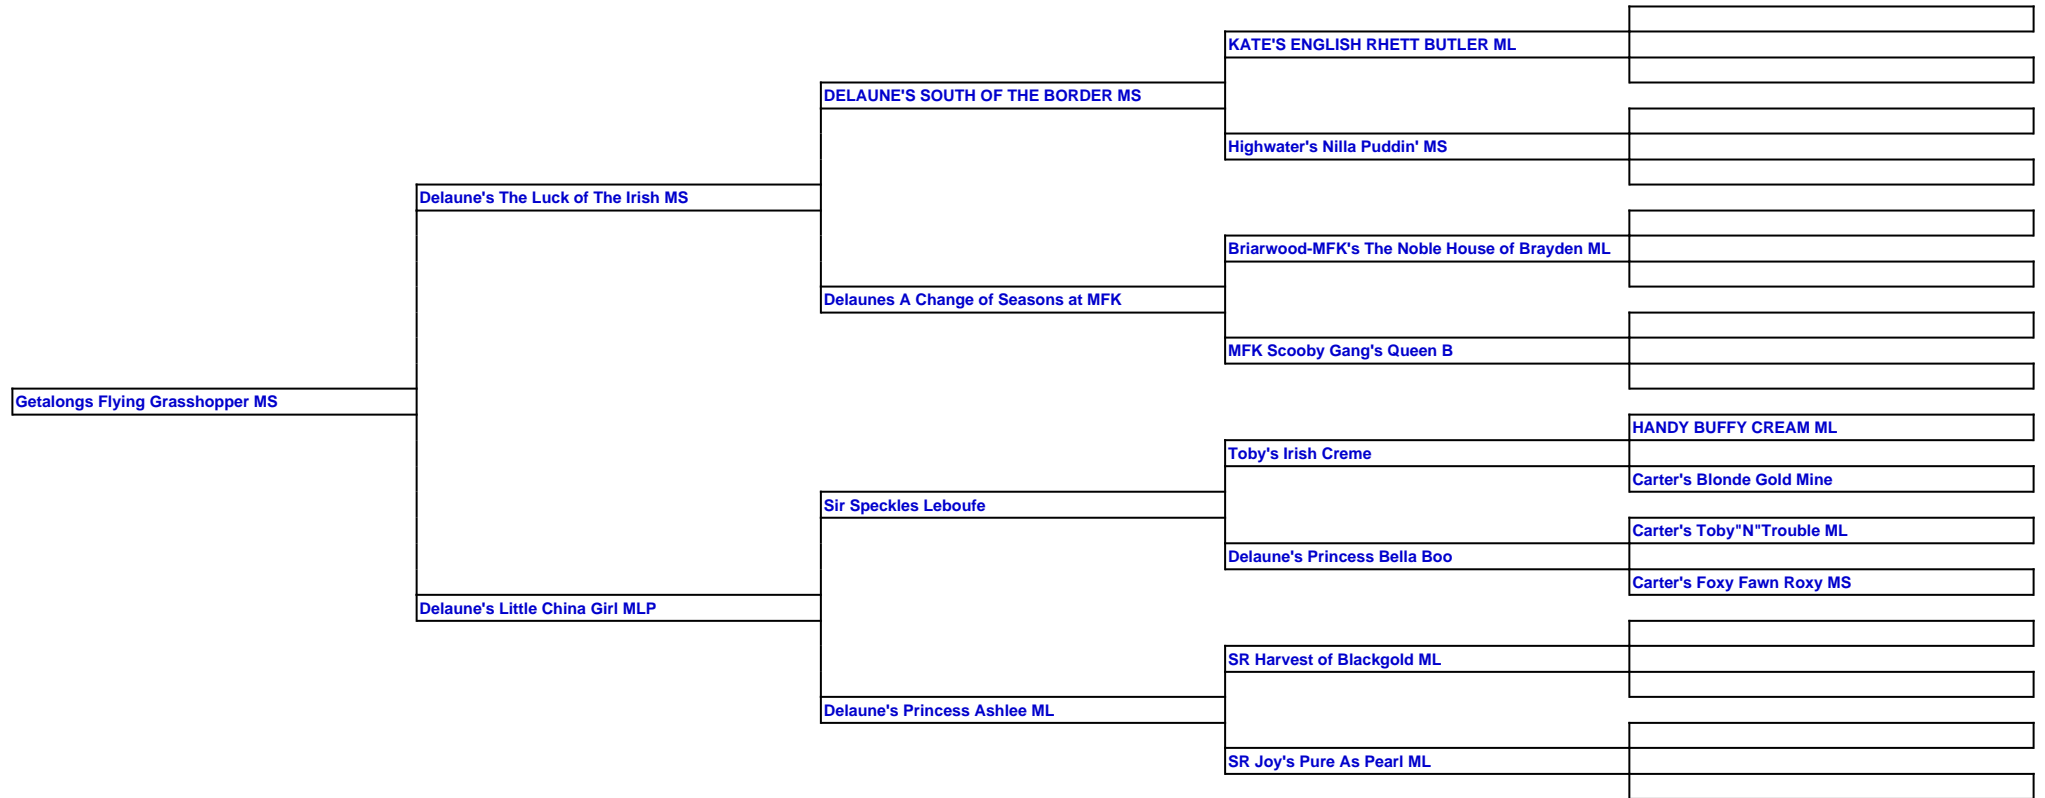 KATE'S ENGLISH RHETT BUTLER ML
DELAUNE'S SOUTH OF THE BORDER MS
Highwater's Nilla Puddin' MS
Delaune's The Luck of The Irish MS
Briarwood-MFK's The Noble House of Brayden ML
Delaunes A Change of Seasons at MFK
MFK Scooby Gang's Queen B
Getalongs Flying Grasshopper MS
HANDY BUFFY CREAM ML
Toby's Irish Creme
Carter's Blonde Gold Mine
Sir Speckles Leboufe
Carter's Toby"N"Trouble ML
Delaune's Princess Bella Boo
Carter's Foxy Fawn Roxy MS
Delaune's Little China Girl MLP
SR Harvest of Blackgold ML
Delaune's Princess Ashlee ML
SR Joy's Pure As Pearl ML